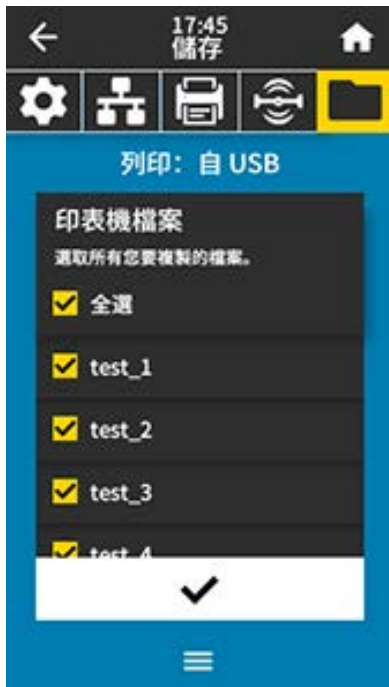 17:45
儲存
列印：自 USB
印表機檔案
選取所有您要複製的檔案。
全選
test_1
test_2
test_3
test_4